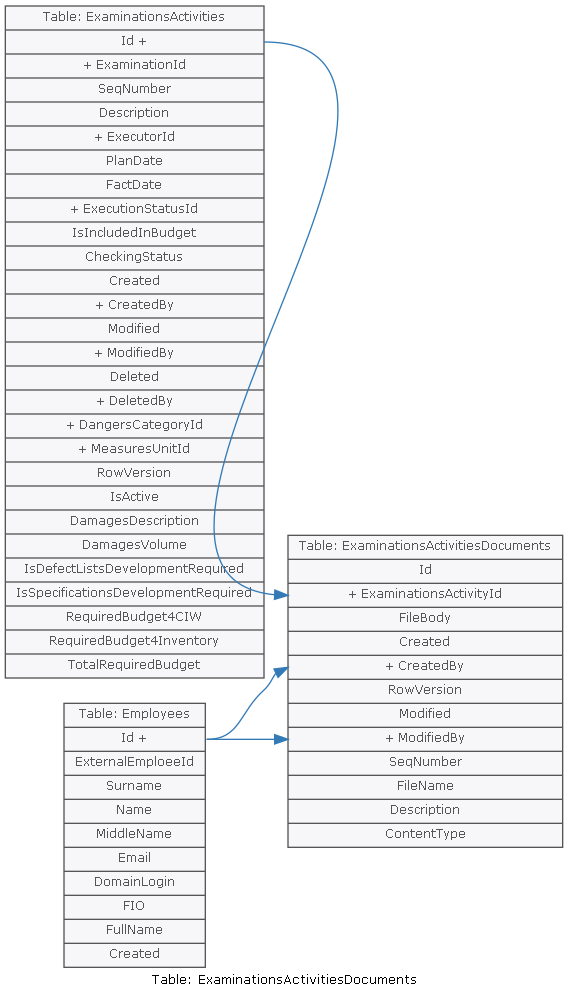 Table: ExaminationsActivities
Id +
+ ExaminationId
SeqNumber
Description
+ ExecutorId
PlanDate
FactDate
+ ExecutionStatusId
IsIncludedInBudget
CheckingStatus
Created
+ CreatedBy
Modified
+ ModifiedBy
Deleted
+ DeletedBy
+ DangersCategoryId
+ MeasuresUnitId
RowVersion
IsActive
DamagesDescription
DamagesVolume
IsDefectListsDevelopmentRequired
IsSpecificationsDevelopmentRequired
RequiredBudget4CIW
RequiredBudget4Inventory
TotalRequiredBudget
Table: ExaminationsActivitiesDocuments
Id
+ ExaminationsActivityId
FileBody
Created
+ CreatedBy
RowVersion
Modified
+ ModifiedBy
SeqNumber
FileName
Description
ContentType
Table: Employees
Id +
ExternalEmploeeId
Surname
Name
MiddleName
Email
DomainLogin
FIO
FullName
Created
Table: ExaminationsActivitiesDocuments